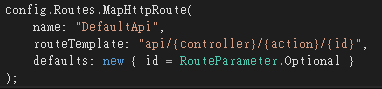 config.Routes.MapHttpRoute(
    name: "DefaultApi",
    routeTemplate: "api/{controller}/{action}/{id}",
    defaults: new { id = RouteParameter.Optional }
);